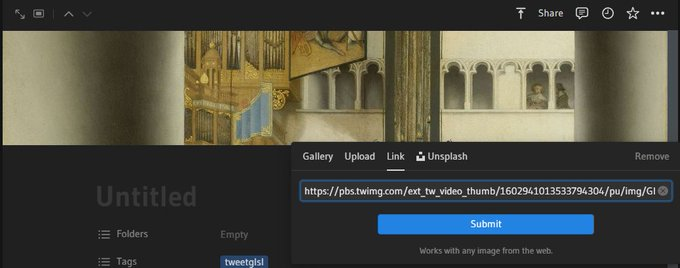 Share
Gallery Upload Link Unsplash Remove
https://pbs.twimg.com/ext_tw_video_thumb/1602941013533794304/pu/img/Gl
Untitled
Submit
Folders Empty
Works with any image from the web.
Tags tweetglsl